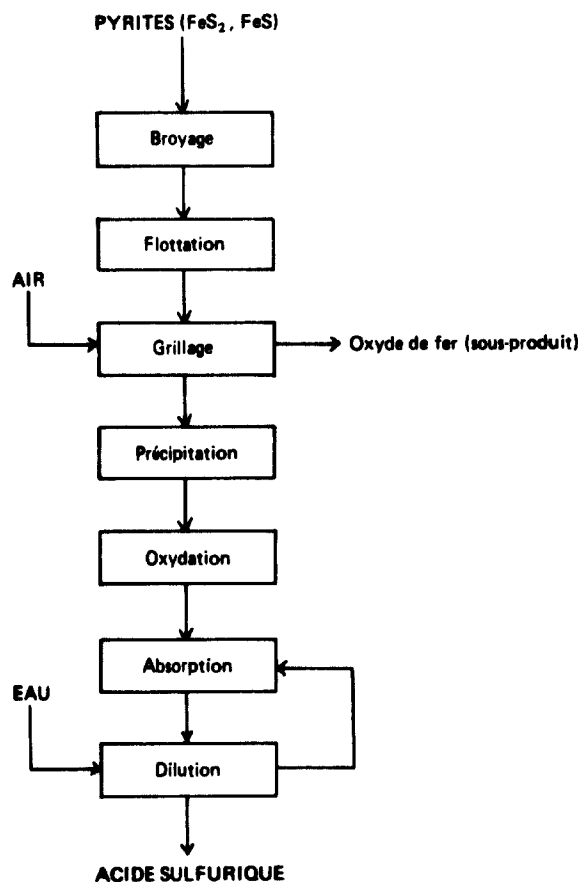 PYRITES (FeS₂ , FeS)
Broyage
Flottation
AIR
Grillage
Oxyde de fer (sous-produit)
Précipitation
Oxydation
Absorption
EAU
Dilution
ACIDE SULFURIQUE